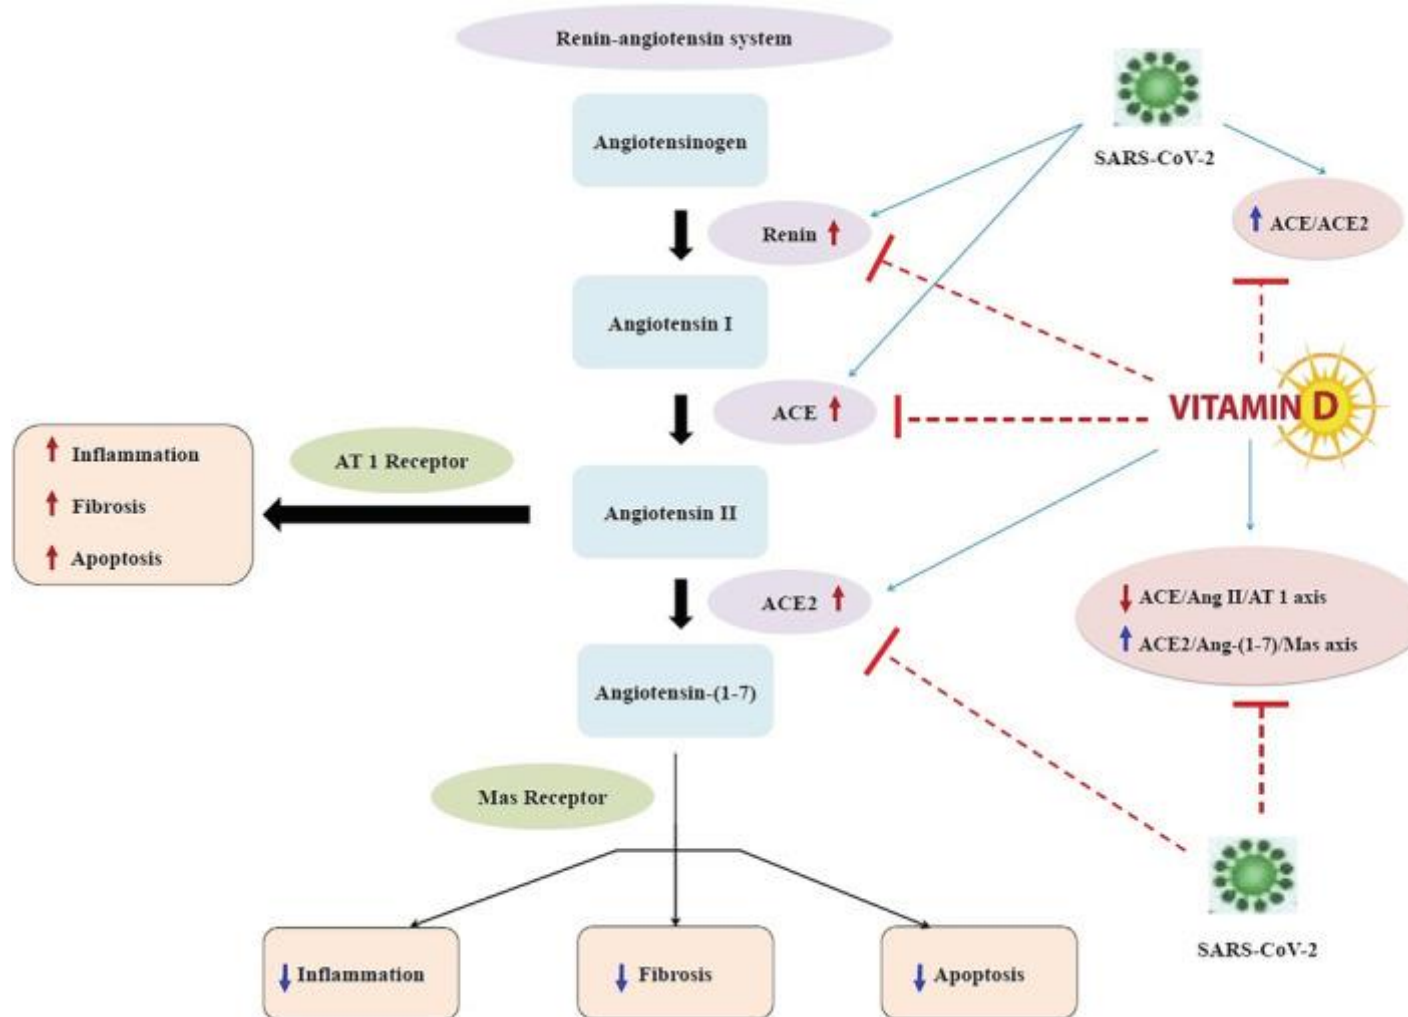 Renin-angiotensin system
Angiotensinogen
SARS-CoV-2
Renin
ACE/ACE2
Angiotensin I
ACE
VITAMIN D
AT 1 Receptor
Inflammation
Fibrosis
Apoptosis
Angiotensin II
ACE2
ACE/Ang II/AT 1 axis
ACE2/Ang-(1-7)/Mas axis
Angiotensin-(1-7)
Mas Receptor
SARS-CoV-2
Inflammation
Fibrosis
Apoptosis